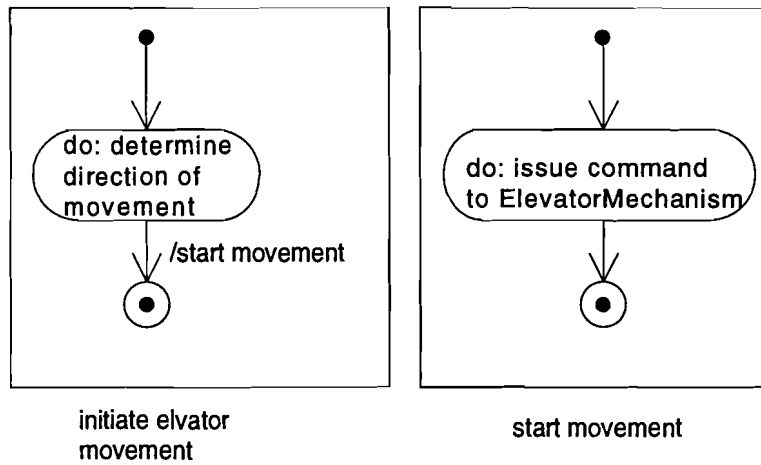 do: determine
direction of
movement
/start movement
initiate elvator
movement
do: issue command
to ElevatorMechanism
start movement